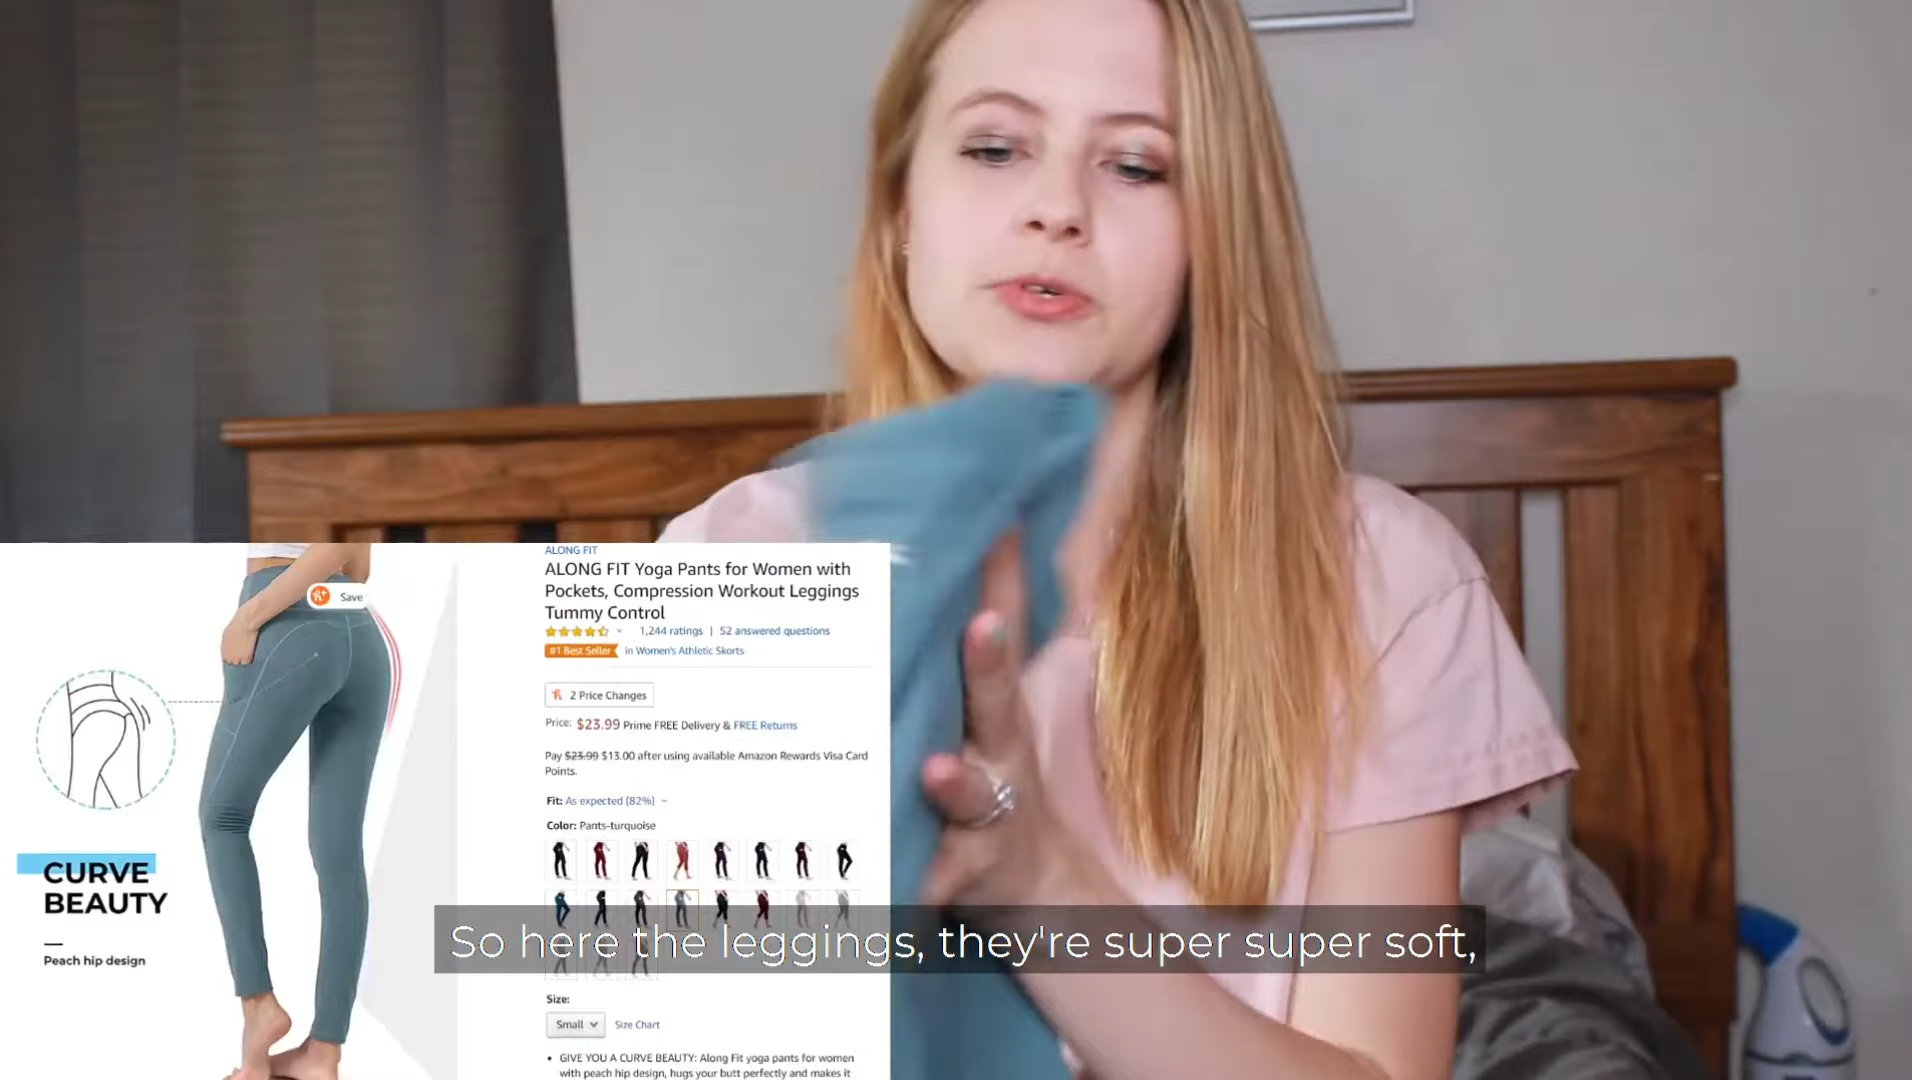 ALONG FIT
ALONG FIT Yoga Pants for Women with
Pockets, Compression Workout Leggings
Tummy Control
1,244 ratings | 52 answered questions
#1 Best Seller in Women's Athletic Skorts
2 Price Changes
Price: $23.99 Prime FREE Delivery & FREE Returns
Pay $23.99 $13.00 after using available Amazon Rewards Visa Card
Points.
Fit: As expected (82%)
Color: Pants-turquoise
Size:
Small
Size Chart
• GIVE YOU A CURVE BEAUTY: Along Fit yoga pants for women
with peach hip design, hugs your butt perfectly and makes it
Save
CURVE
BEAUTY
Peach hip design
So here the leggings, they're super super soft,